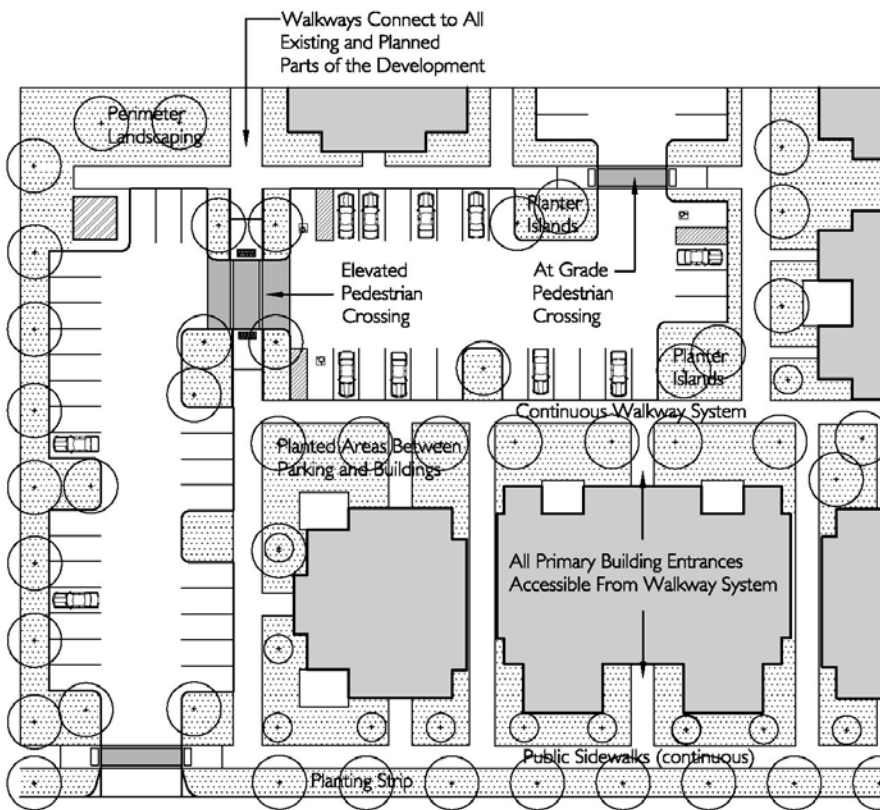 Walkways Connect to All
Existing and Planned
Parts of the Development
Perimeter
Landscaping
Planter
Islands
Elevated
Pedestrian
Crossing
At Grade
Pedestrian
Crossing
Planter
Islands
Continuous Walkway System
Planted Areas Between
Parking and Buildings
All Primary Building Entrances
Accessible From Walkway System
Public Sidewalks (continuous)
Planting Strip